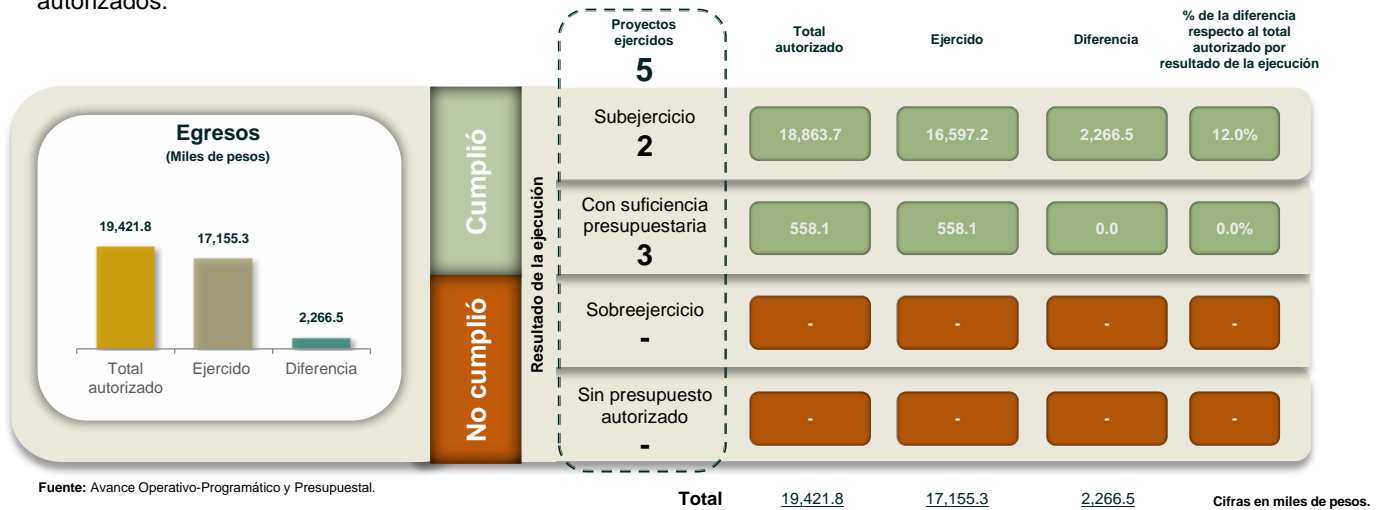 autorizados.
Proyectos
ejercidos
5
Total
autorizado
Ejercido
Diferencia
% de la diferencia
respecto al total
autorizado por
resultado de la ejecución
Egresos
(Miles de pesos)
19,421.8
17,155.3
2,266.5
Total
autorizado
Ejercido
Diferencia
Cumplió
No cumplió
Resultado de la ejecución
Subejercicio
2
18,863.7
16,597.2
2,266.5
12.0%
Con suficiencia
presupuestaria
3
558.1
558.1
0.0
0.0%
Sobreejercicio
-
-
-
-
-
Sin presupuesto
autorizado
-
-
-
-
-
Fuente: Avance Operativo-Programático y Presupuestal.
Total
19,421.8
17,155.3
2,266.5
Cifras en miles de pesos.